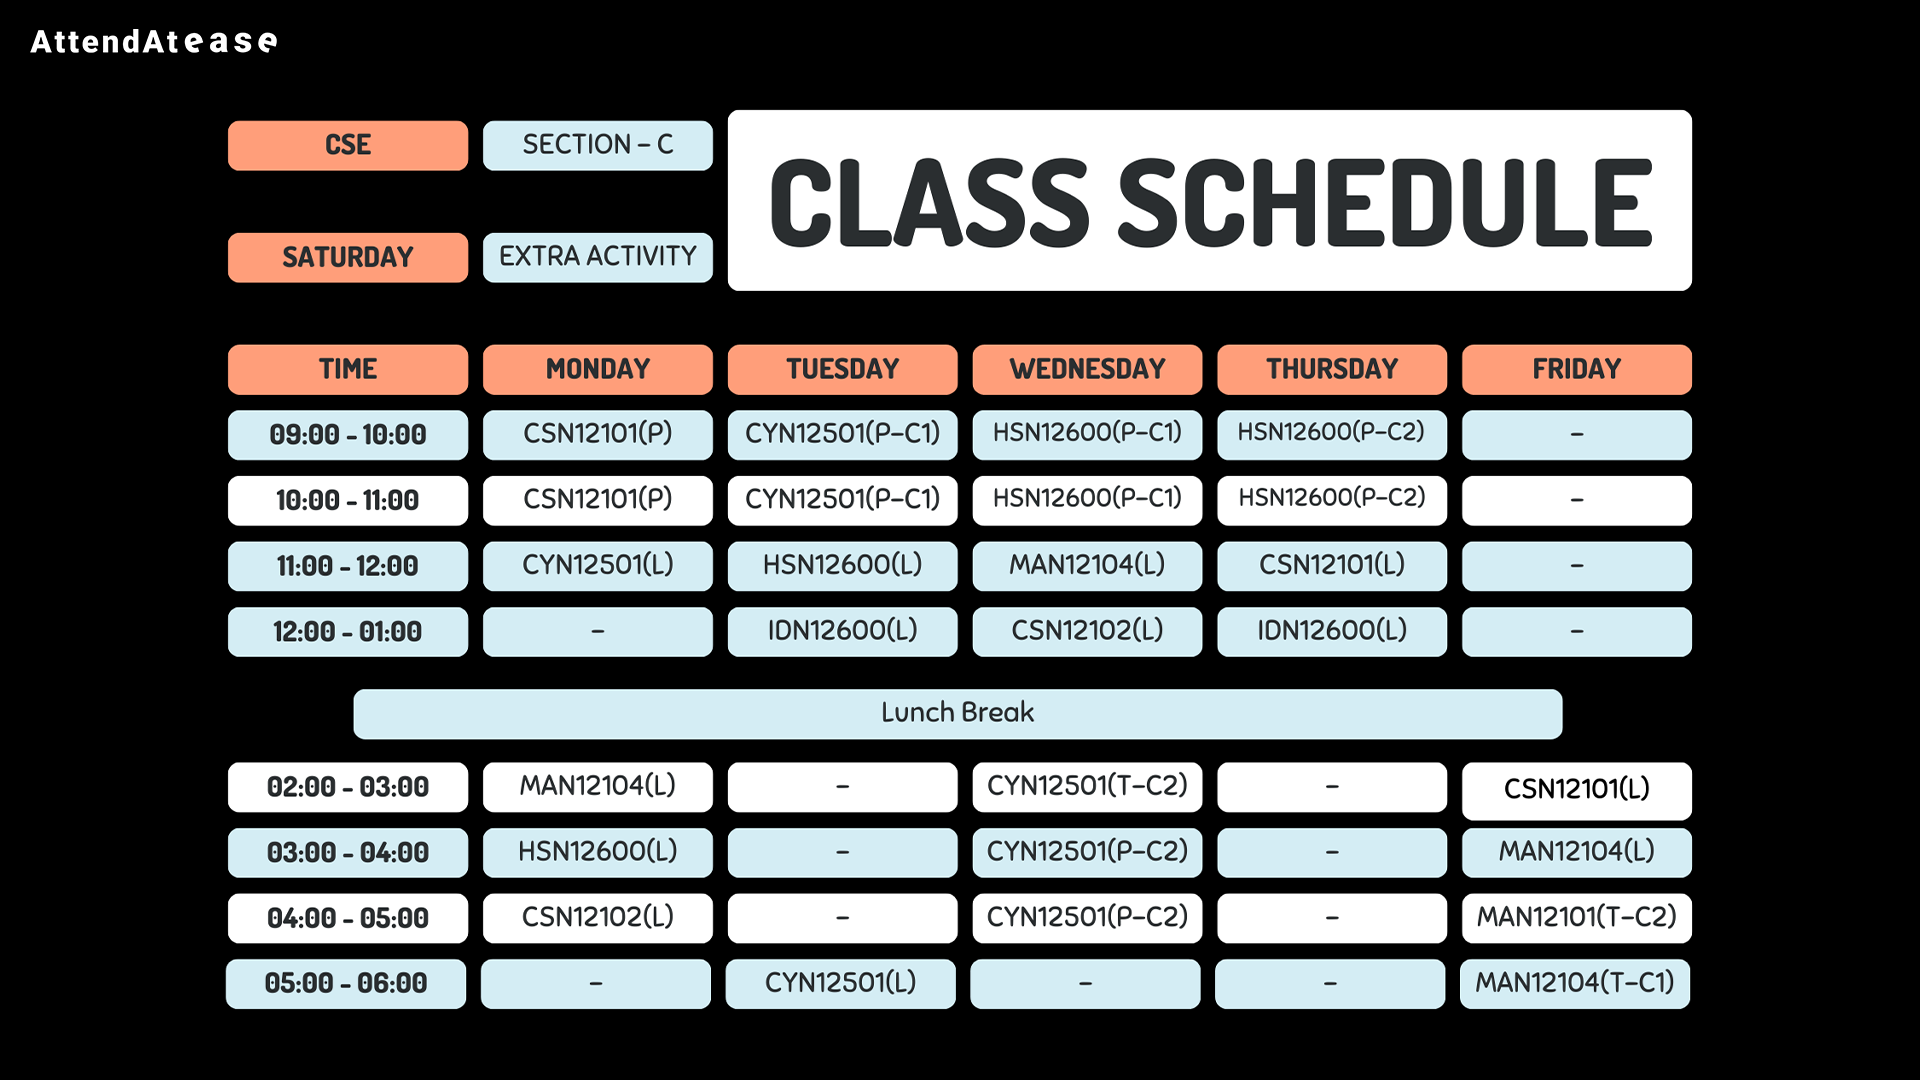 AttendAtease
CSE SECTION - C
CLASS SCHEDULE
SATURDAY EXTRA ACTIVITY
TIME MONDAY TUESDAY WEDNESDAY THURSDAY FRIDAY
09:00 - 10:00 CSN12101(P) CYN12501(P-C1) HSN12600(P-C1) HSN12600(P-C2) -
10:00 - 11:00 CSN12101(P) CYN12501(P-C1) HSN12600(P-C1) HSN12600(P-C2) -
11:00 - 12:00 CYN12501(L) HSN12600(L) MAN12104(L) CSN12101(L) -
12:00 - 01:00 - IDN12600(L) CSN12102(L) IDN12600(L) -
Lunch Break
02:00 - 03:00 MAN12104(L) - CYN12501(T-C2) - CSN12101(L)
03:00 - 04:00 HSN12600(L) - CYN12501(P-C2) - MAN12104(L)
04:00 - 05:00 CSN12102(L) - CYN12501(P-C2) - MAN12101(T-C2)
05:00 - 06:00 - CYN12501(L) - - MAN12104(T-C1)